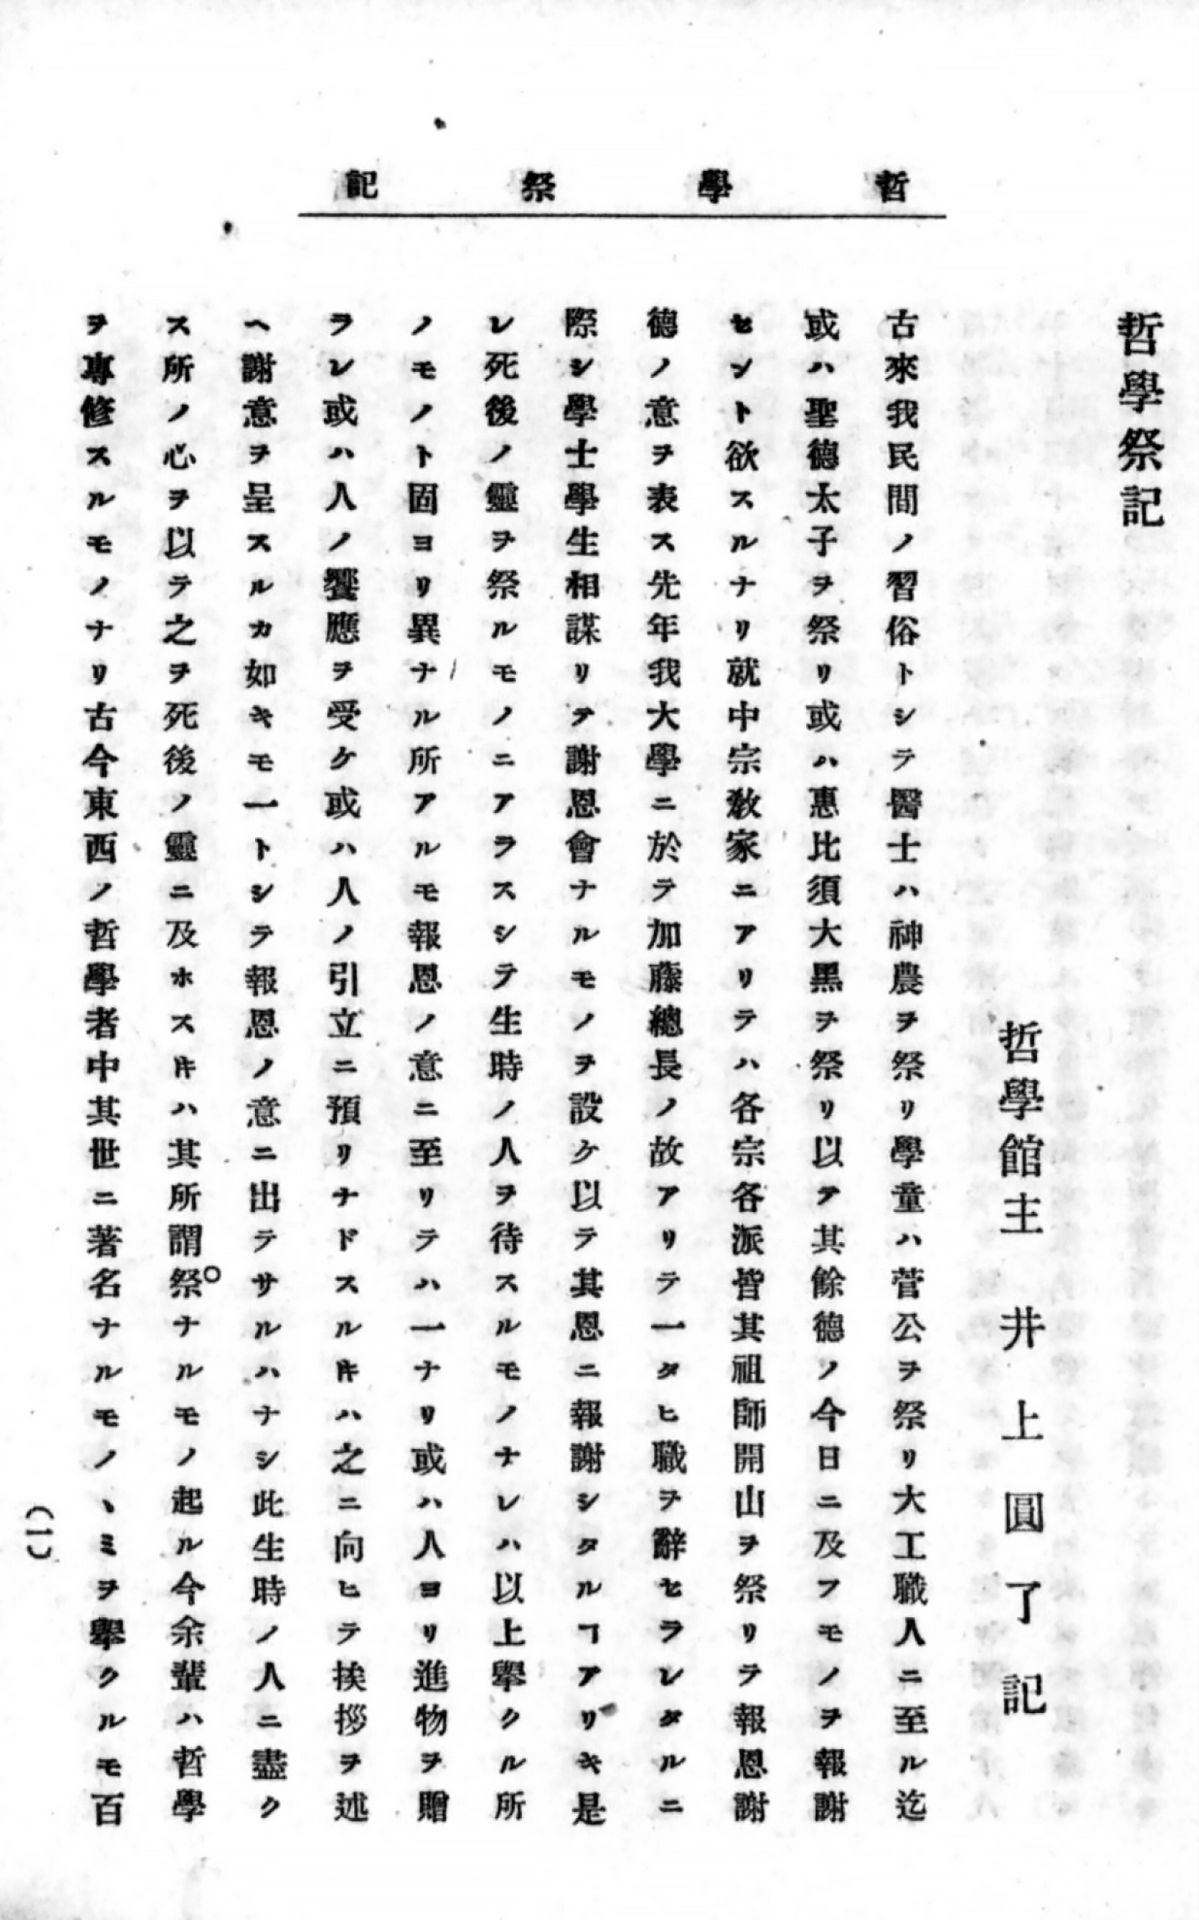 哲學祭記
哲學祭記
哲學館主 井上圓了記
古來我民間ノ習俗トシテ醫士ハ神農ヲ祭リ學童ハ菅公ヲ祭リ大工職人ニ至ル迄
或ハ聖德太子ヲ祭リ或ハ惠比須大黑ヲ祭リ以テ其餘德ノ今日ニ及フモノヲ報謝
セント欲スルナリ就中宗敎家ニアリテハ各宗各派皆其祖師開山ヲ祭リテ報恩謝
德ノ意ヲ表ス先年我大學ニ於テ加藤總長ノ故アリテ一タヒ職ヲ辭セラレタルニ
際シ學士學生相謀リテ謝恩會ナルモノヲ設ケ以テ其恩ニ報謝シタルヿアリキ是
レ死後ノ靈ヲ祭ルモノニアラスシテ生時ノ人ヲ待スルモノナレハ以上擧クル所
ノモノト固ヨリ異ナル所アルモ報恩ノ意ニ至リテハ一ナリ或ハ人ヨリ進物ヲ贈
ラレ或ハ人ノ饗應ヲ受ケ或ハ人ノ引立ニ預リナドスル𪜈ハ之ニ向ヒテ挨拶ヲ述
ヘ謝意ヲ呈スルカ如キモ一トシテ報恩ノ意ニ出テサルハナシ此生時ノ人ニ盡ク
ス所ノ心ヲ以テ之ヲ死後ノ靈ニ及ホス𪜈ハ其所謂祭ナルモノ起ル今余輩ハ哲學
ヲ專修スルモノナリ古今東西ノ哲學者中其世ニ著名ナルモノヽミヲ擧クルモ百
(一)